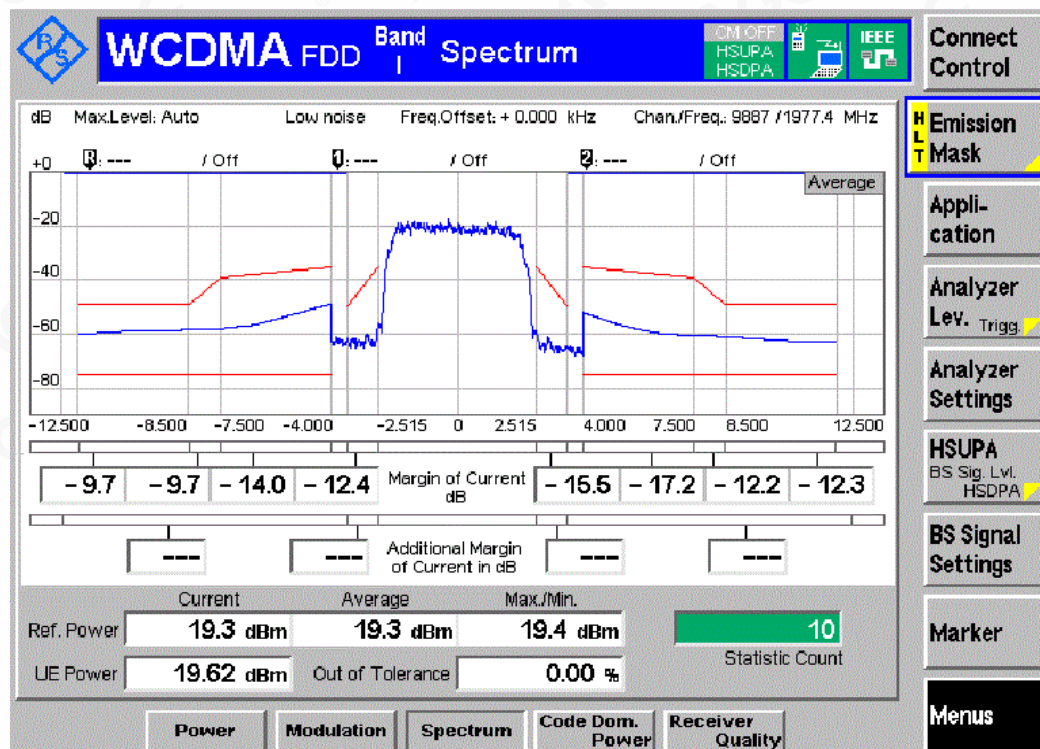 R&S
WCDMA FDD Band I Spectrum
CM OFF
HSUPA
HSDPA
IEEE
Connect
Control
dB Max.Level: Auto Low noise Freq.Offset: + 0.000 kHz Chan./Freq.: 9887 /1977.4 MHz
HLT
Emission
Mask
+0 R: --- / Off 1: --- / Off 2: --- / Off
Average
-20
-40
-60
-80
Appli-
cation
Analyzer
Lev. Trigg.
Analyzer
Settings
-12.500 -8.500 -7.500 -4.000 -2.515 0 2.515 4.000 7.500 8.500 12.500
HSUPA
BS Sig. Lvl.
HSDPA
-9.7 -9.7 -14.0 -12.4 Margin of Current dB -15.5 -17.2 -12.2 -12.3
BS Signal
Settings
--- --- Additional Margin of Current in dB --- ---
Current Average Max./Min.
Ref. Power 19.3 dBm 19.3 dBm 19.4 dBm 10
Statistic Count
UE Power 19.62 dBm Out of Tolerance 0.00 %
Marker
Menus
Power Modulation Spectrum Code Dom. Power Receiver Quality